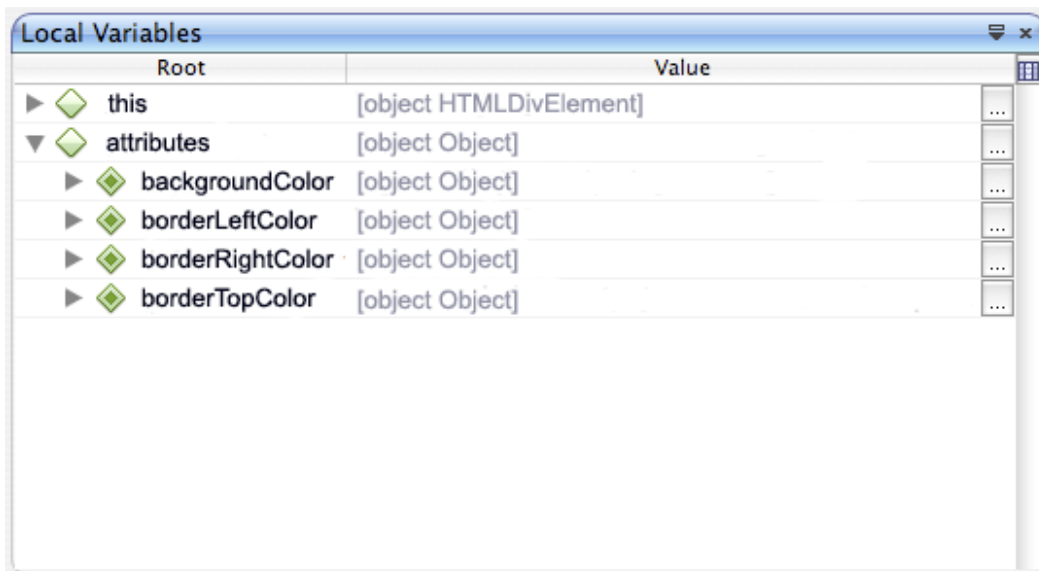 Local Variables
Root Value
this [object HTMLDivElement] ...
attributes [object Object] ...
backgroundColor [object Object] ...
borderLeftColor [object Object] ...
borderRightColor [object Object] ...
borderTopColor [object Object] ...